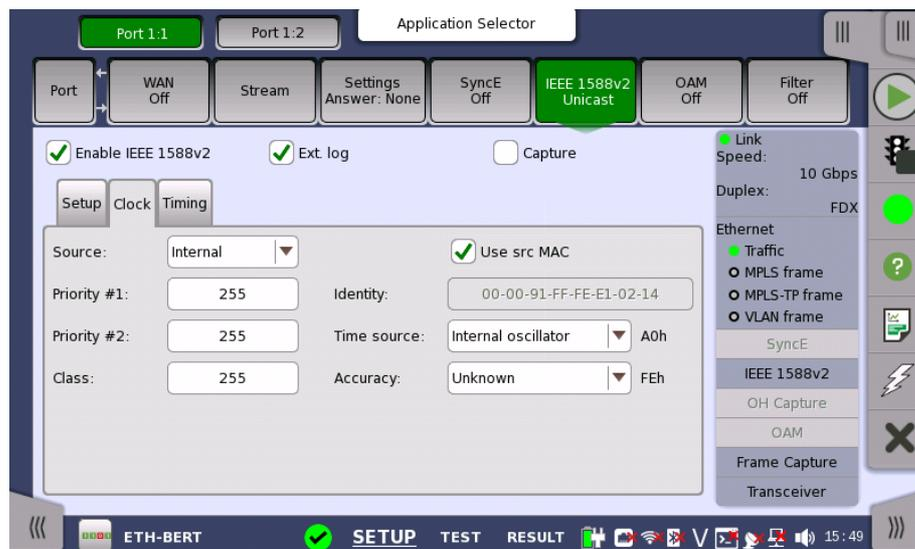 Application Selector
Port 1:1
Port 1:2
Port
WAN
Off
Stream
Settings
Answer: None
SyncE
Off
IEEE 1588v2
Unicast
OAM
Off
Filter
Off
Enable IEEE 1588v2
Ext. log
Capture
Setup
Clock
Timing
Source:
Internal
Use src MAC
Priority #1:
255
Identity:
00-00-91-FF-FE-E1-02-14
Priority #2:
255
Time source:
Internal oscillator
A0h
Class:
255
Accuracy:
Unknown
FEh
Link
Speed:
10 Gbps
Duplex:
FDX
Ethernet
Traffic
MPLS frame
MPLS-TP frame
VLAN frame
SyncE
IEEE 1588v2
OH Capture
OAM
Frame Capture
Transceiver
ETH-BERT
SETUP
TEST
RESULT
V
15:49